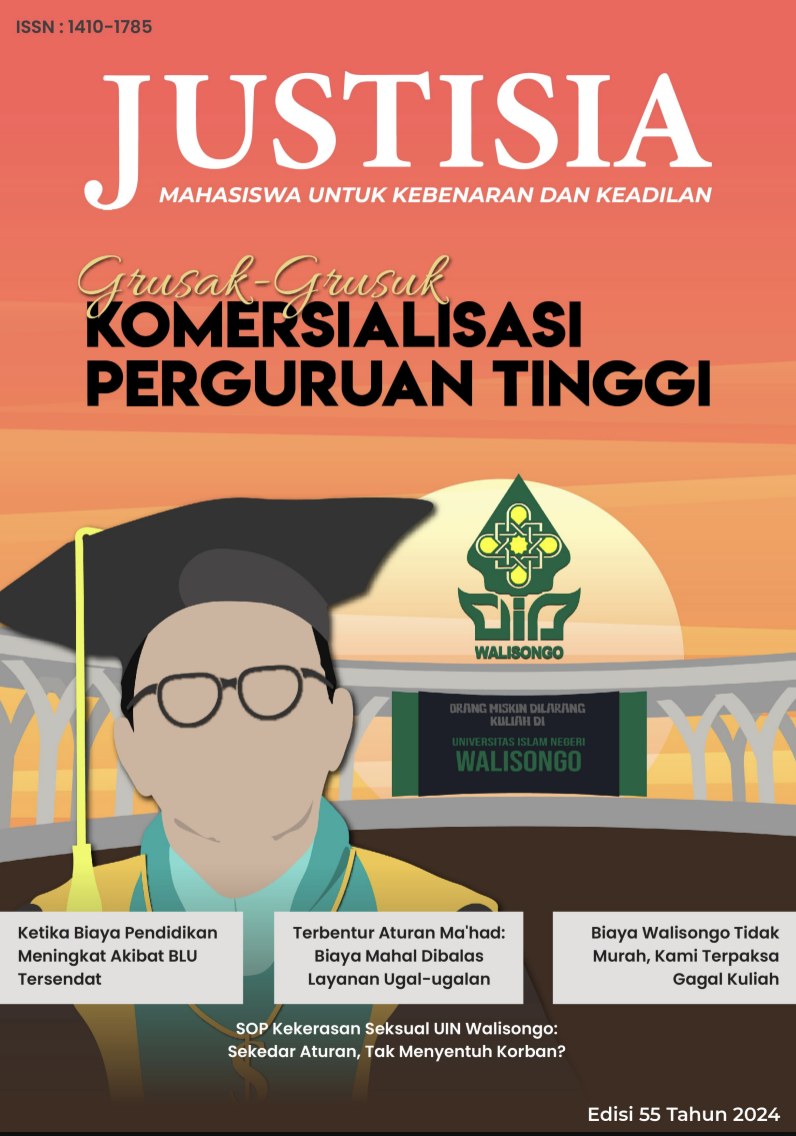 ISSN : 1410-1785
JUSTISIA
MAHASISWA UNTUK KEBENARAN DAN KEADILAN
Grusak-Grusuk
KOMERSIALISASI
PERGURUAN TINGGI
UIN
WALISONGO
ORANG MISKIN DILARANG
KULIAH DI
UNIVERSITAS ISLAM NEGERI
WALISONGO
Ketika Biaya Pendidikan
Meningkat Akibat BLU
Tersendat
Terbentur Aturan Ma'had:
Biaya Mahal Dibalas
Layanan Ugal-ugalan
Biaya Walisongo Tidak
Murah, Kami Terpaksa
Gagal Kuliah
SOP Kekerasan Seksual UIN Walisongo:
Sekedar Aturan, Tak Menyentuh Korban?
Edisi 55 Tahun 2024